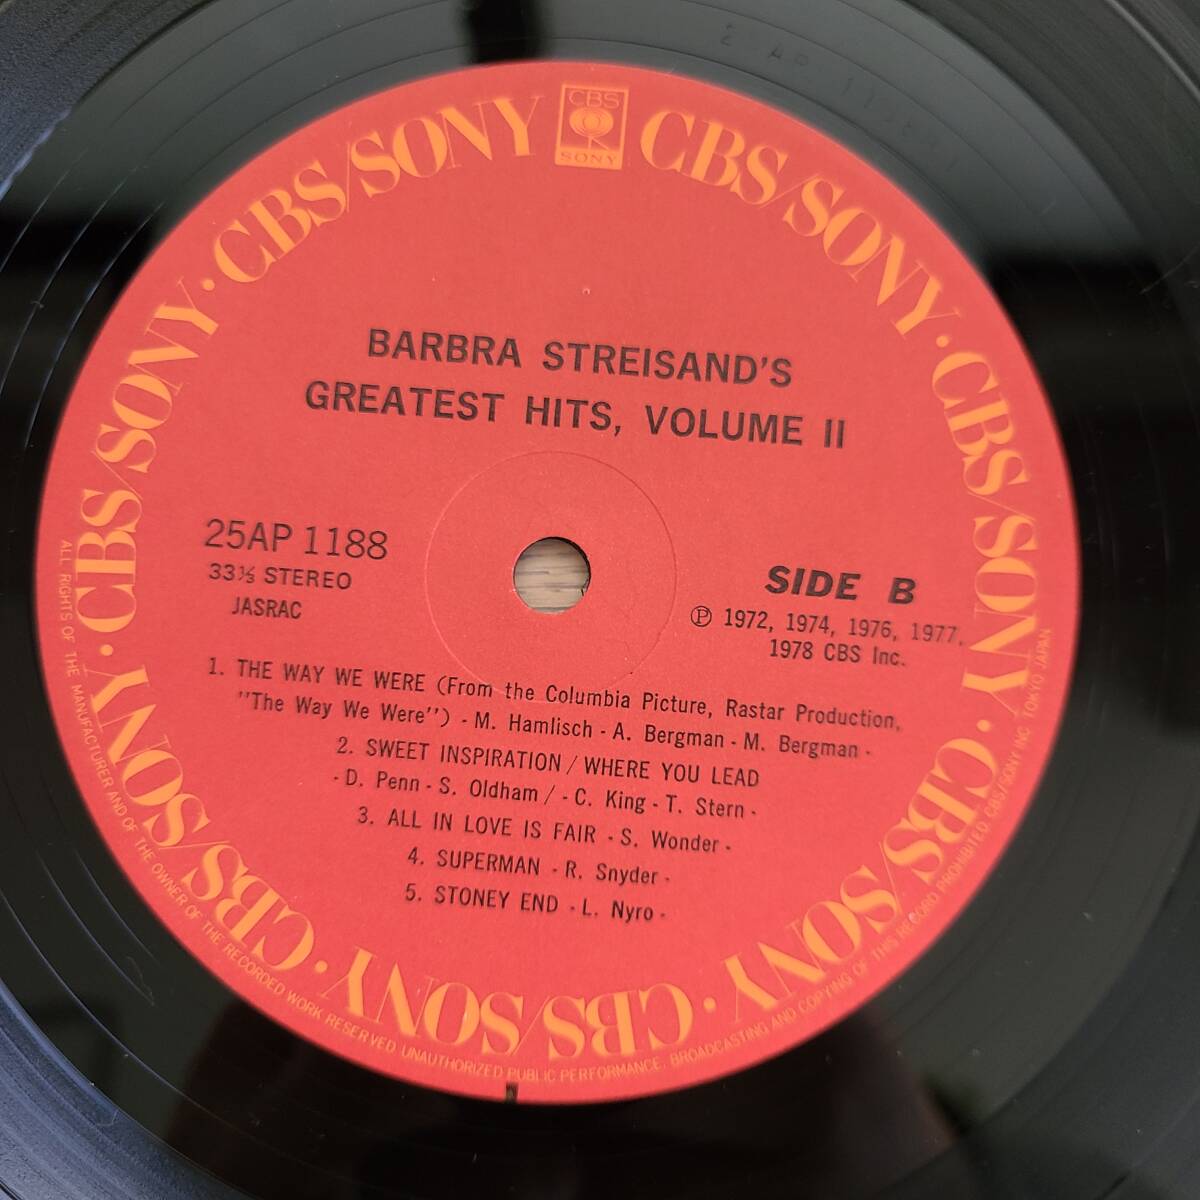 CBS
SONY
CBS/SONY · CBS/SONY · CBS/SONY · CBS/SONY · CBS/SONY · CBS/SONY · CBS/SONY · CBS/SONY
BARBRA STREISAND'S
GREATEST HITS, VOLUME II
25AP 1188
33⅓ STEREO
JASRAC
SIDE B
Ⓟ 1972, 1974, 1976, 1977,
1978 CBS Inc.
1. THE WAY WE WERE (From the Columbia Picture, Rastar Production,
"The Way We Were") - M. Hamlisch - A. Bergman - M. Bergman -
2. SWEET INSPIRATION / WHERE YOU LEAD
- D. Penn - S. Oldham / - C. King - T. Stern -
3. ALL IN LOVE IS FAIR - S. Wonder -
4. SUPERMAN - R. Snyder -
5. STONEY END - L. Nyro -
ALL RIGHTS OF THE MANUFACTURER AND OF THE OWNER OF THE RECORDED WORK RESERVED UNAUTHORIZED PUBLIC PERFORMANCE, BROADCASTING AND COPYING OF THIS RECORD PROHIBITED CBS/SONY INC. TOKYO JAPAN